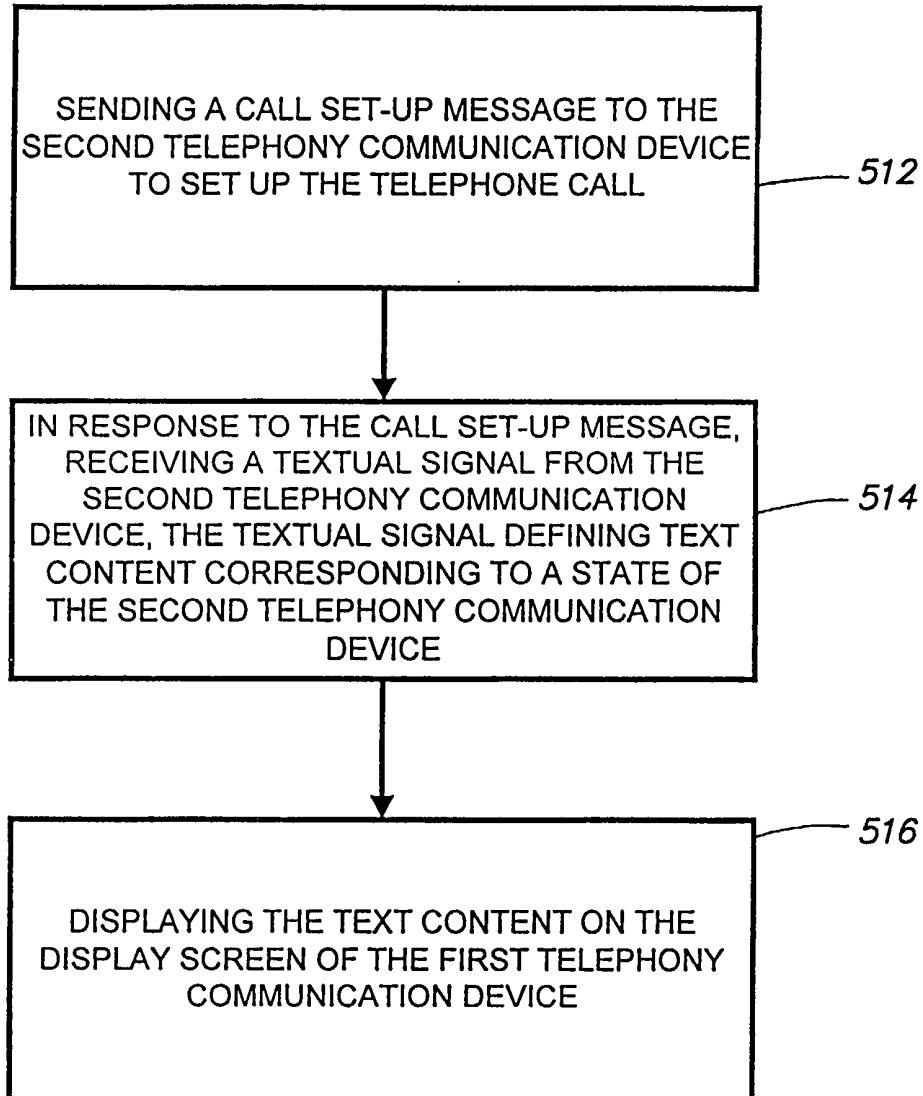 SENDING A CALL SET-UP MESSAGE TO THE
SECOND TELEPHONY COMMUNICATION DEVICE
TO SET UP THE TELEPHONE CALL
512
IN RESPONSE TO THE CALL SET-UP MESSAGE,
RECEIVING A TEXTUAL SIGNAL FROM THE
SECOND TELEPHONY COMMUNICATION
DEVICE, THE TEXTUAL SIGNAL DEFINING TEXT
CONTENT CORRESPONDING TO A STATE OF
THE SECOND TELEPHONY COMMUNICATION
DEVICE
514
516
DISPLAYING THE TEXT CONTENT ON THE
DISPLAY SCREEN OF THE FIRST TELEPHONY
COMMUNICATION DEVICE